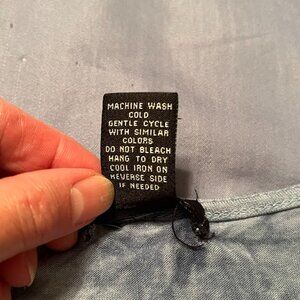 MACHINE WASH
COLD
GENTLE CYCLE
WITH SIMILAR
COLORS
DO NOT BLEACH
HANG TO DRY
COOL IRON ON
REVERSE SIDE
IF NEEDED